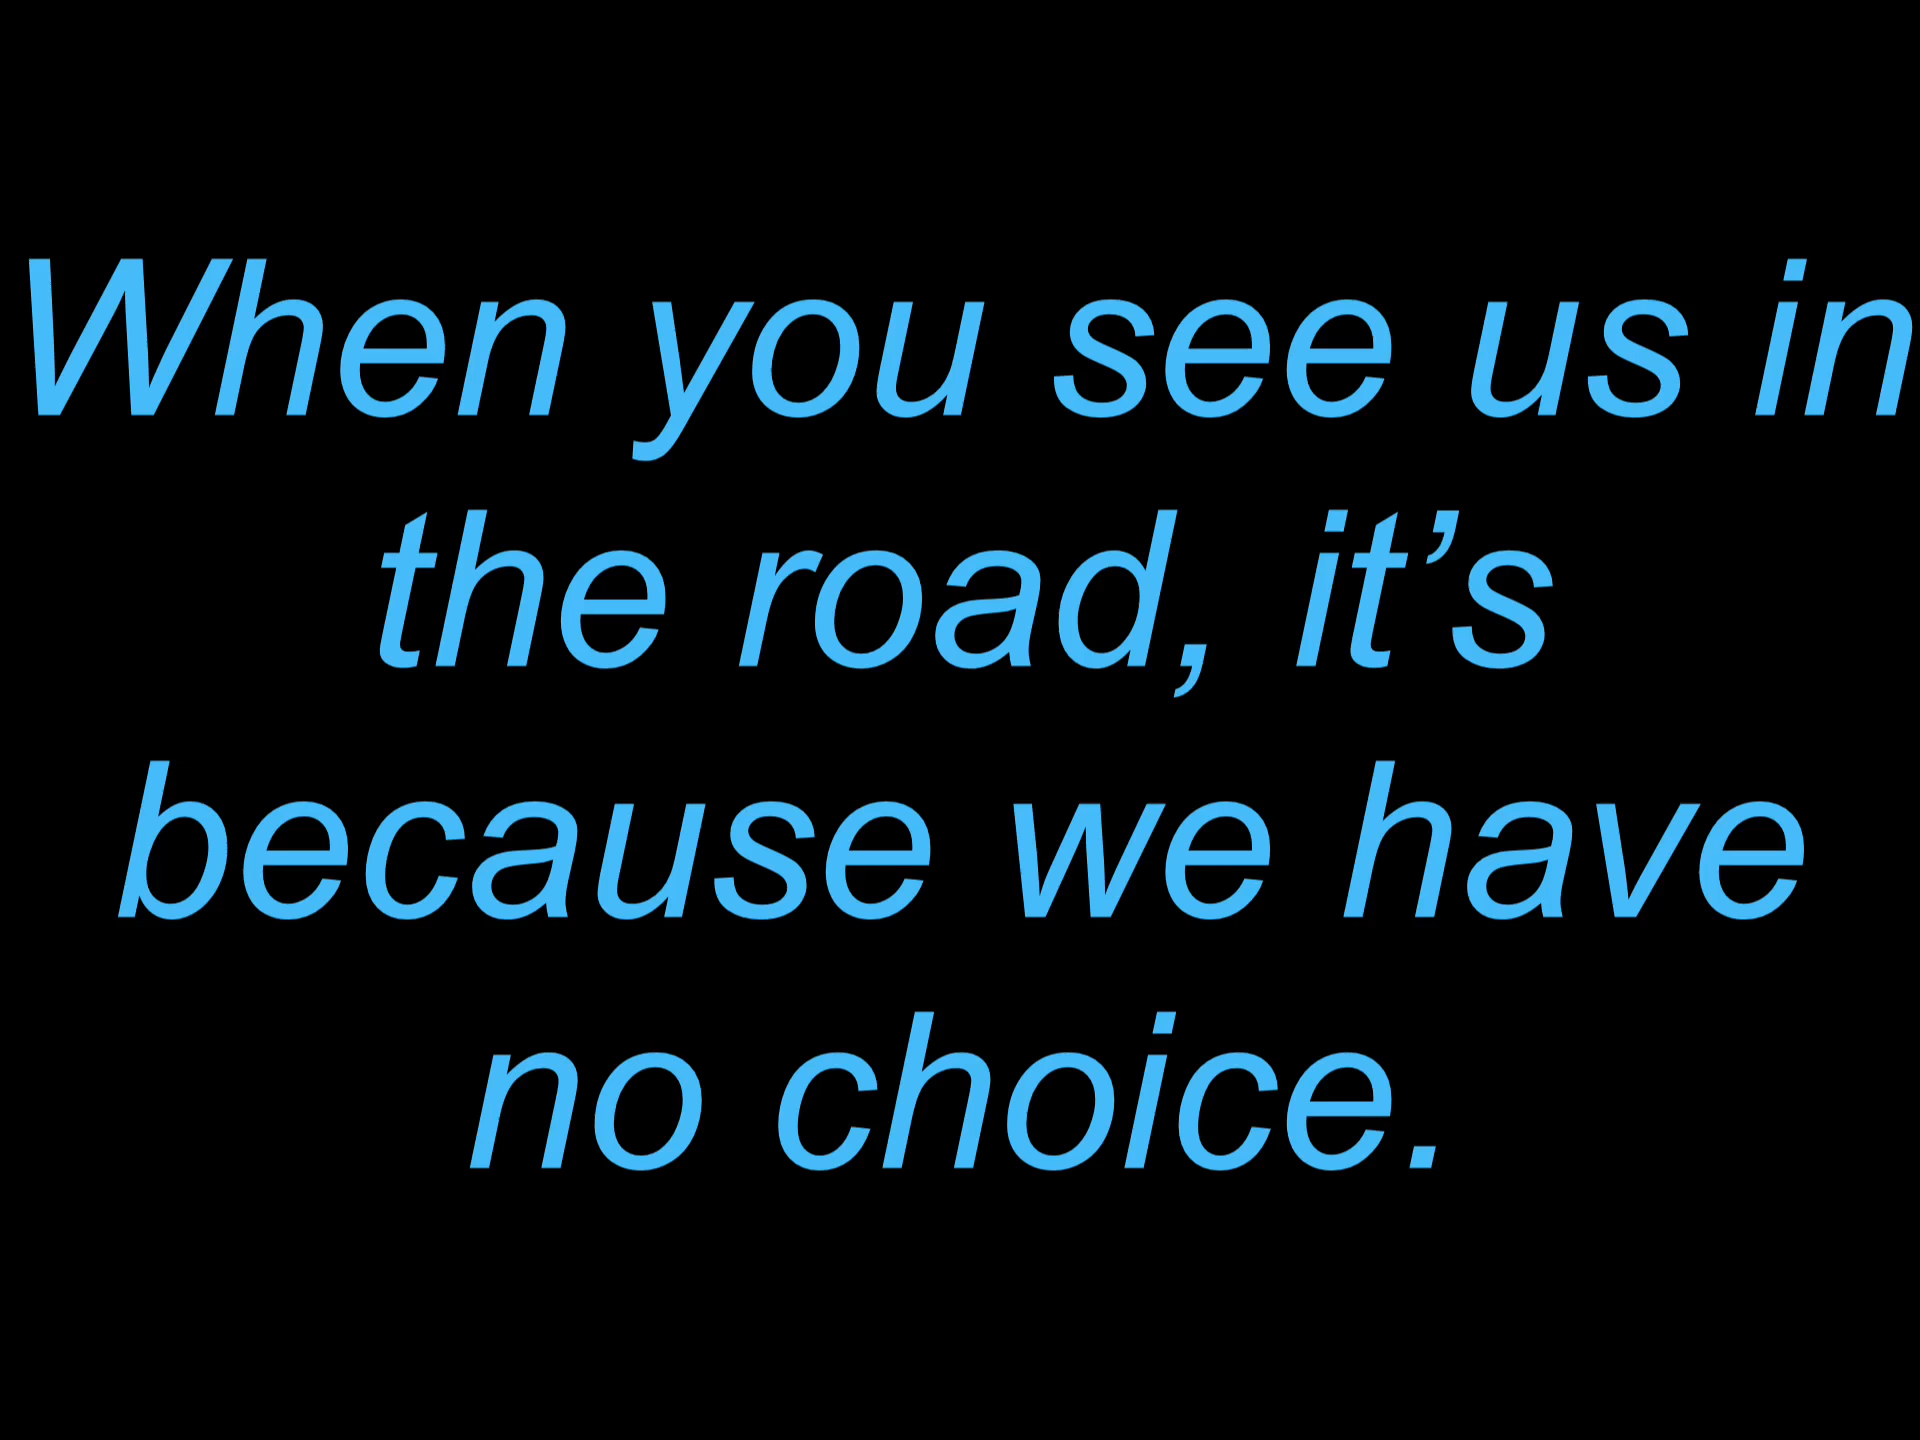 When you see us in
the road, it’s
because we have
no choice.